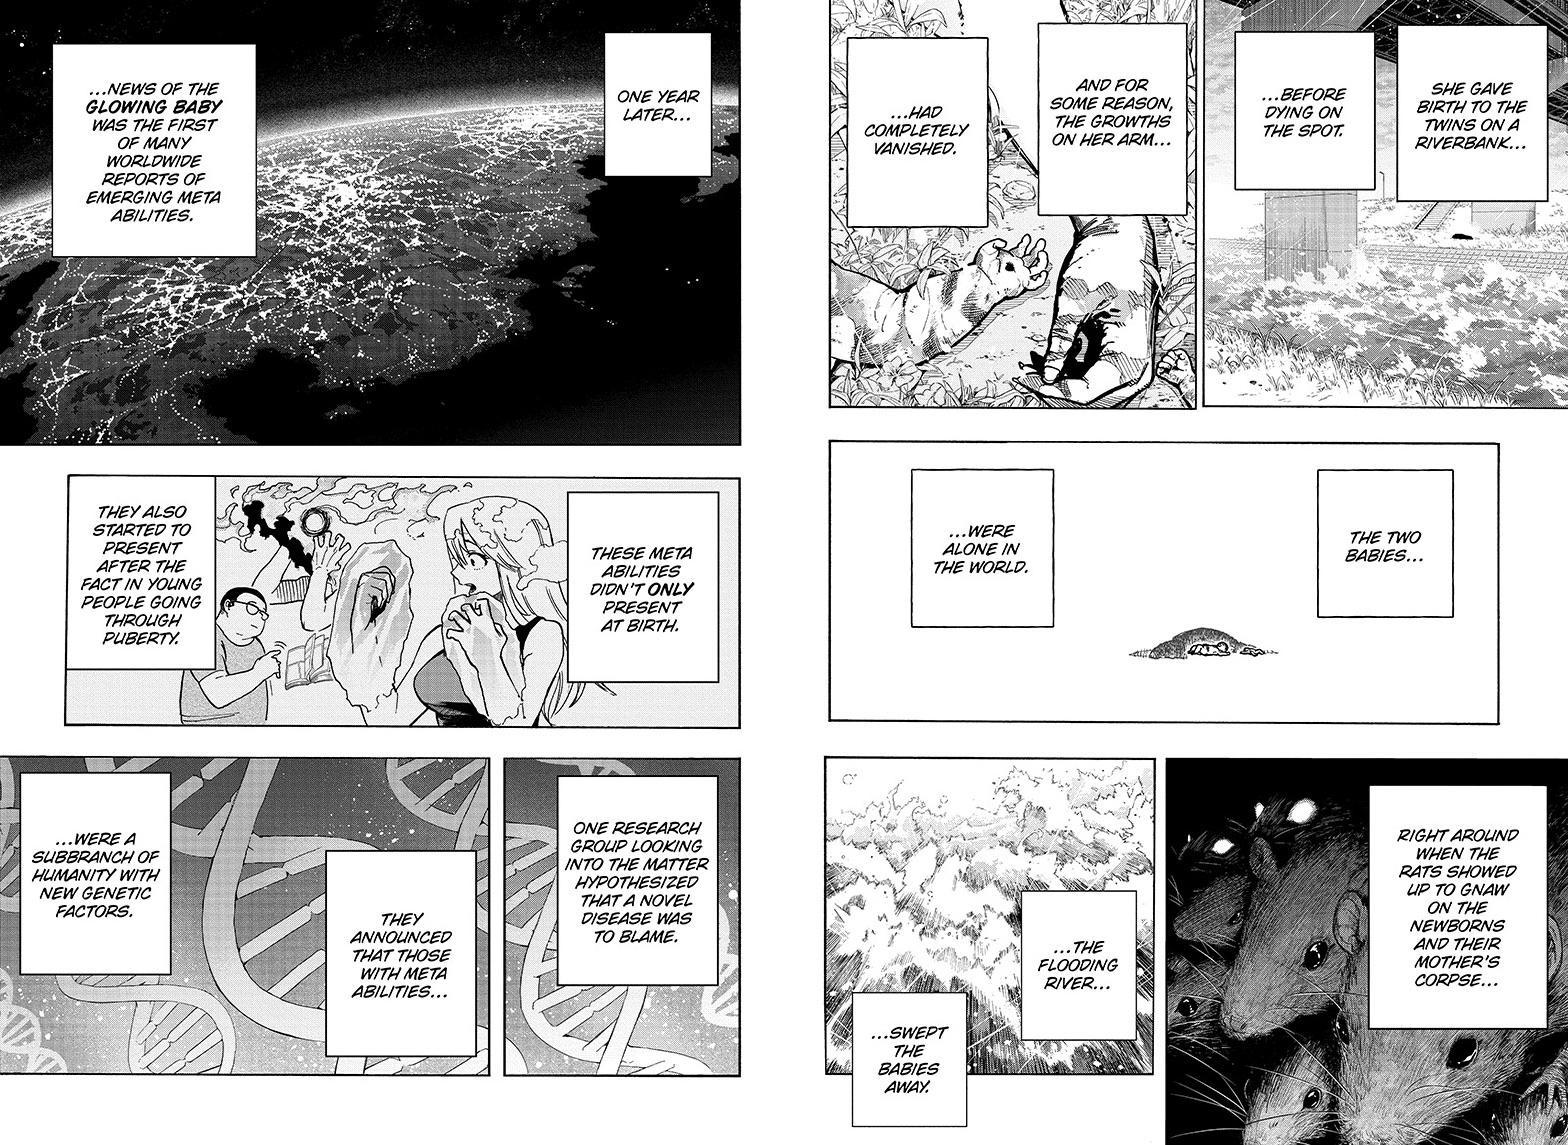 SHE GAVE
BIRTH TO THE
TWINS ON A
RIVERBANK...
...BEFORE
DYING ON
THE SPOT.
AND FOR
SOME REASON,
THE GROWTHS
ON HER ARM...
...HAD
COMPLETELY
VANISHED.
THE TWO
BABIES...
...WERE
ALONE IN
THE WORLD.
RIGHT AROUND
WHEN THE
RATS SHOWED
UP TO GNAW
ON THE
NEWBORNS
AND THEIR
MOTHER'S
CORPSE...
...THE
FLOODING
RIVER...
...SWEPT
THE
BABIES
AWAY.
ONE YEAR
LATER...
...NEWS OF THE
GLOWING BABY
WAS THE FIRST
OF MANY
WORLDWIDE
REPORTS OF
EMERGING META
ABILITIES.
THESE META
ABILITIES
DIDN'T ONLY
PRESENT
AT BIRTH.
THEY ALSO
STARTED TO
PRESENT
AFTER THE
FACT IN YOUNG
PEOPLE GOING
THROUGH
PUBERTY.
ONE RESEARCH
GROUP LOOKING
INTO THE MATTER
HYPOTHESIZED
THAT A NOVEL
DISEASE WAS
TO BLAME.
THEY
ANNOUNCED
THAT THOSE
WITH META
ABILITIES...
...WERE A
SUBBRANCH OF
HUMANITY WITH
NEW GENETIC
FACTORS.